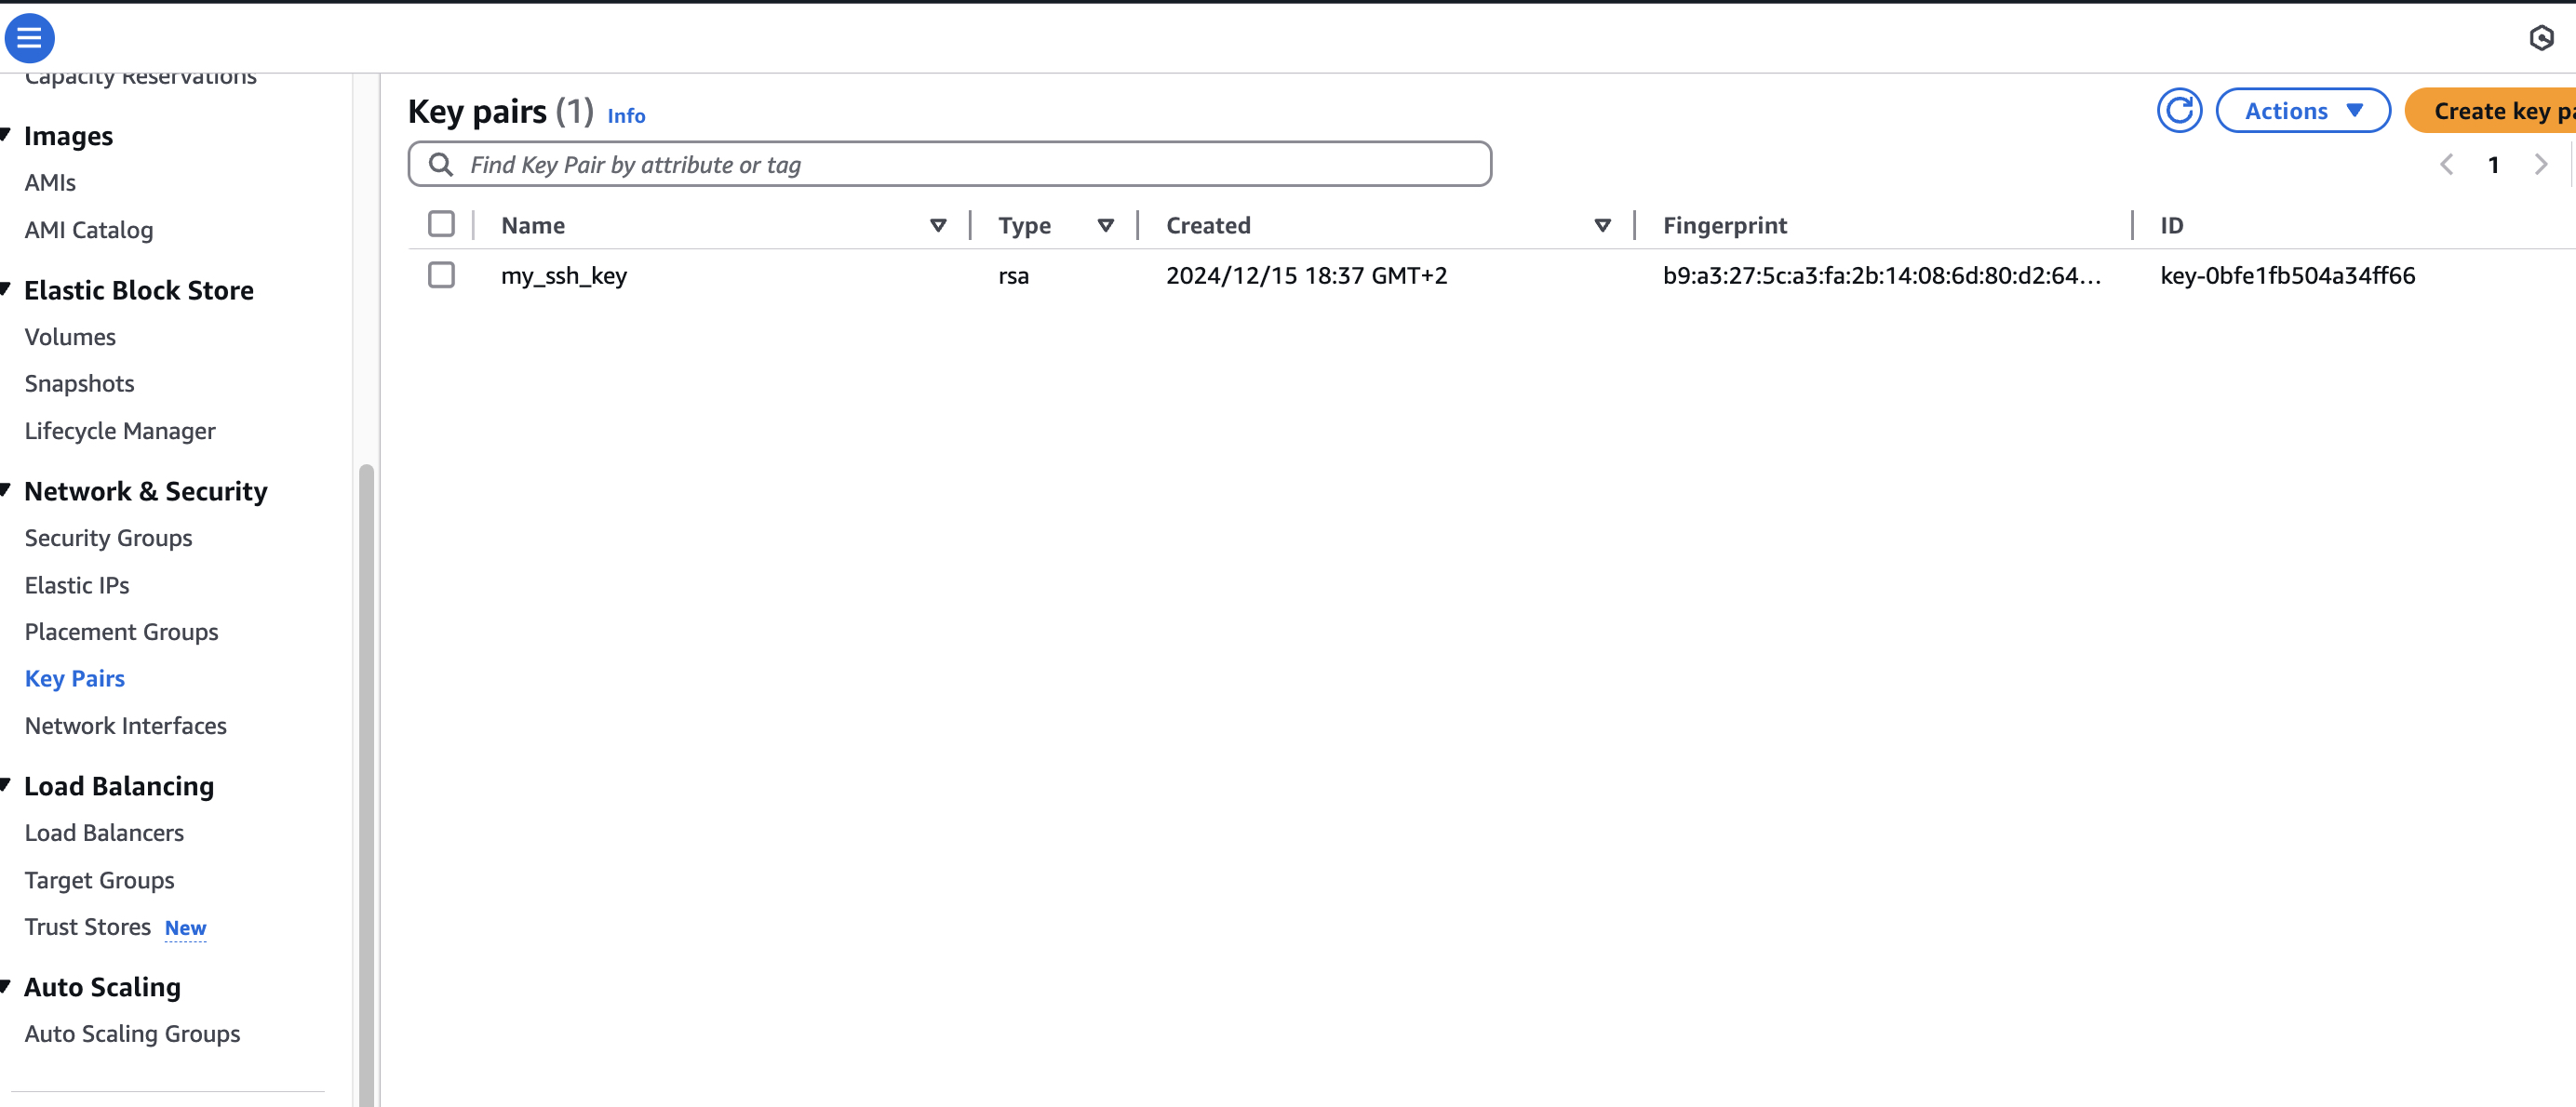 Capacity Reservations
Images
AMIs
AMI Catalog
Elastic Block Store
Volumes
Snapshots
Lifecycle Manager
Network & Security
Security Groups
Elastic IPs
Placement Groups
Key Pairs
Network Interfaces
Load Balancing
Load Balancers
Target Groups
Trust Stores New
Auto Scaling
Auto Scaling Groups
Key pairs (1) Info
Actions
Create key pa
Find Key Pair by attribute or tag
1
Name Type Created Fingerprint ID
my_ssh_key rsa 2024/12/15 18:37 GMT+2 b9:a3:27:5c:a3:fa:2b:14:08:6d:80:d2:64... key-0bfe1fb504a34ff66